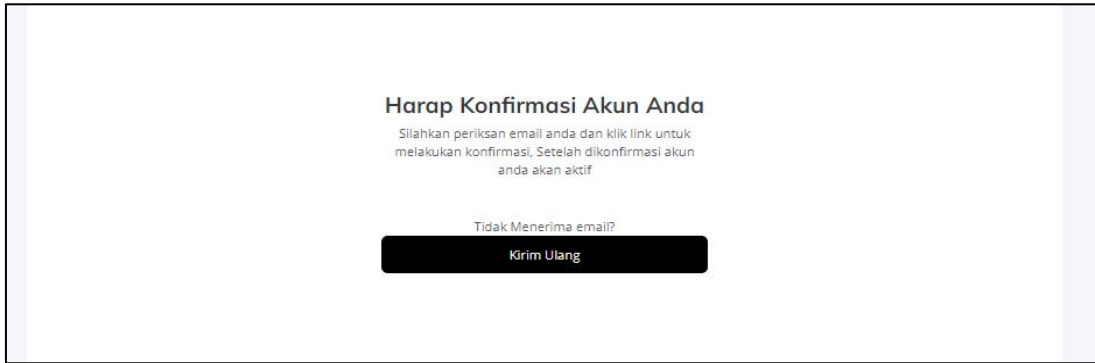 Harap Konfirmasi Akun Anda
Silahkan periksan email anda dan klik link untuk
melakukan konfirmasi, Setelah dikonfirmasi akun
anda akan aktif
Tidak Menerima email?
Kirim Ulang